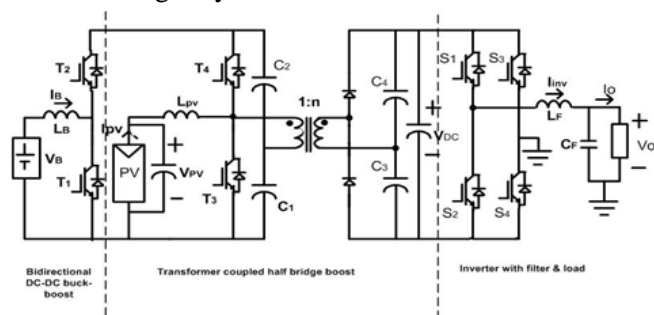 T2
T4
C2
S1
S3
IB
LB
Ipv
Lpv
1:n
C4
VDC
Iinv
LF
Io
VB
T1
PV
VPV
T3
C1
C3
S2
S4
CF
Vo
Bidirectional
DC-DC buck-
boost
Transformer coupled half bridge boost
Inverter with filter & load